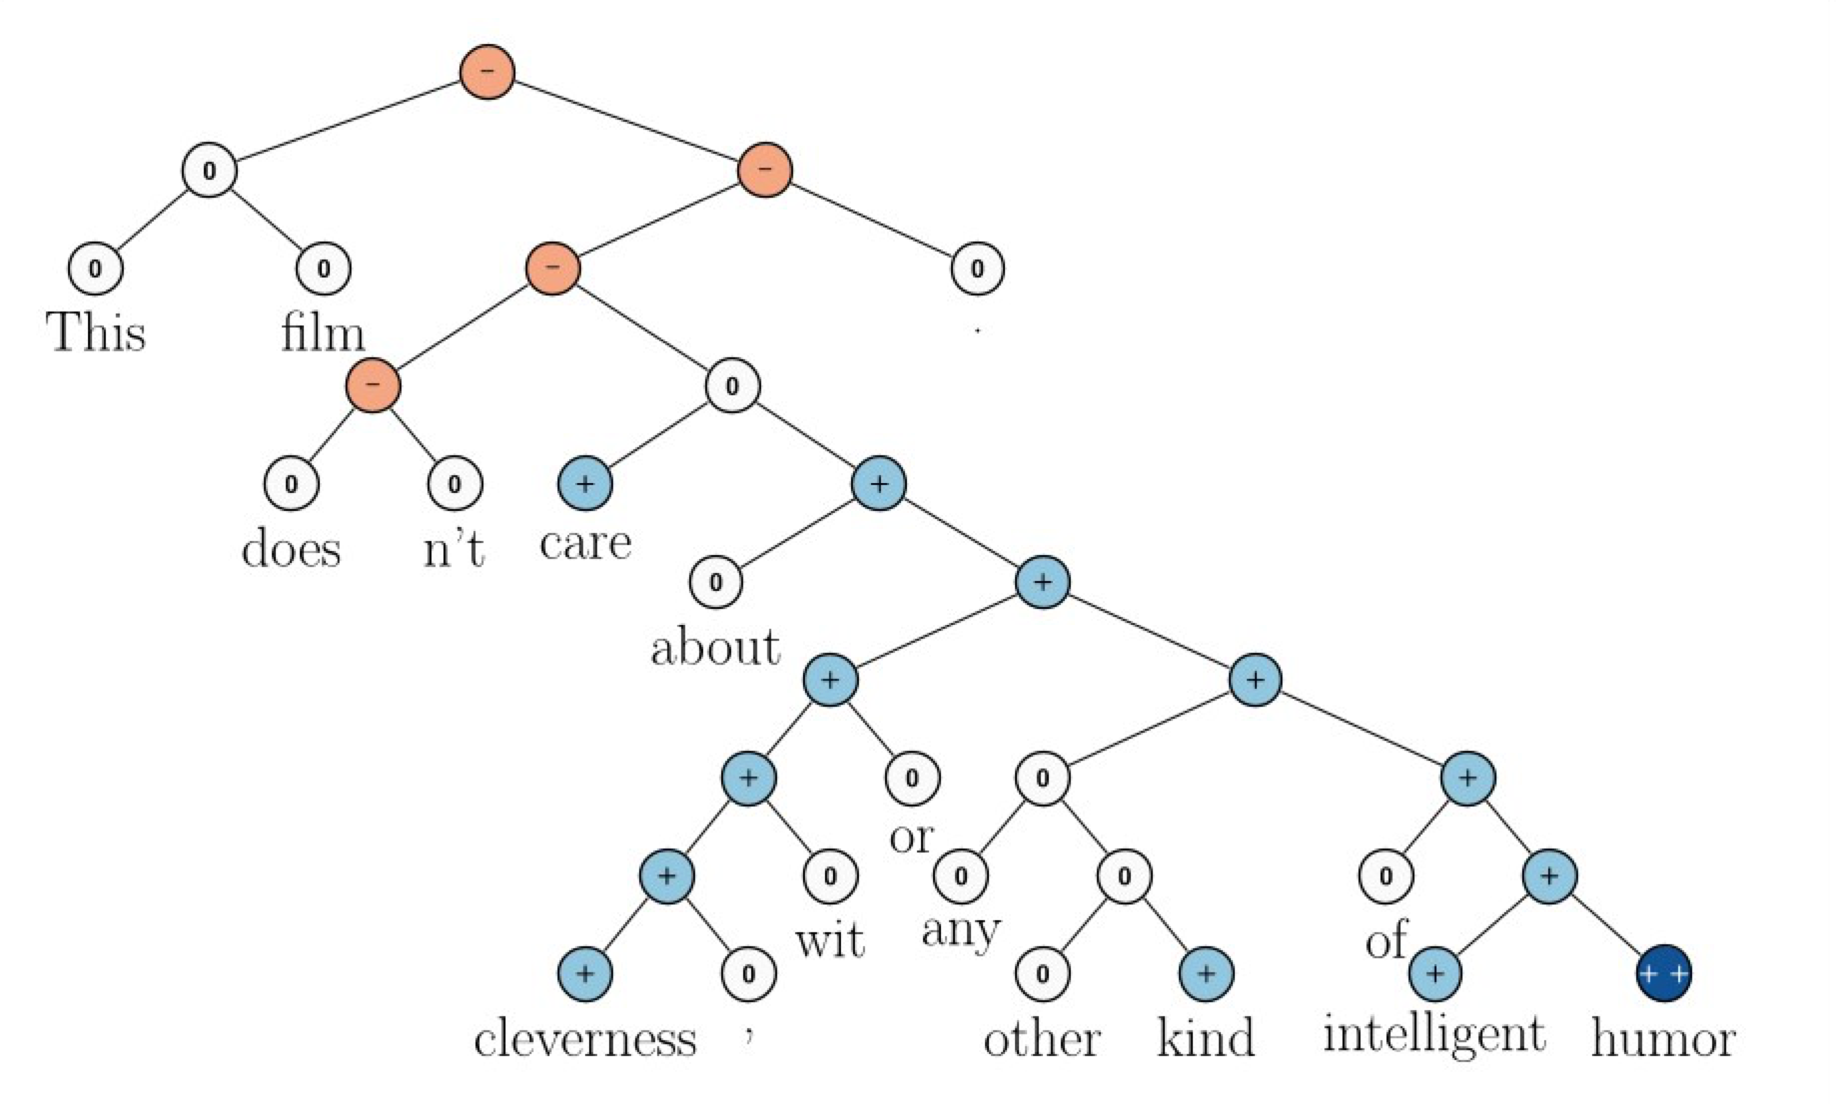 −
0 −
0 0 − 0
This film .
− 0
0 0 + +
does n't care
0 +
about
+ +
+ 0 0 +
or
+ 0 0 0 0 +
wit any of
+ 0 0 + + + +
cleverness , other kind intelligent humor